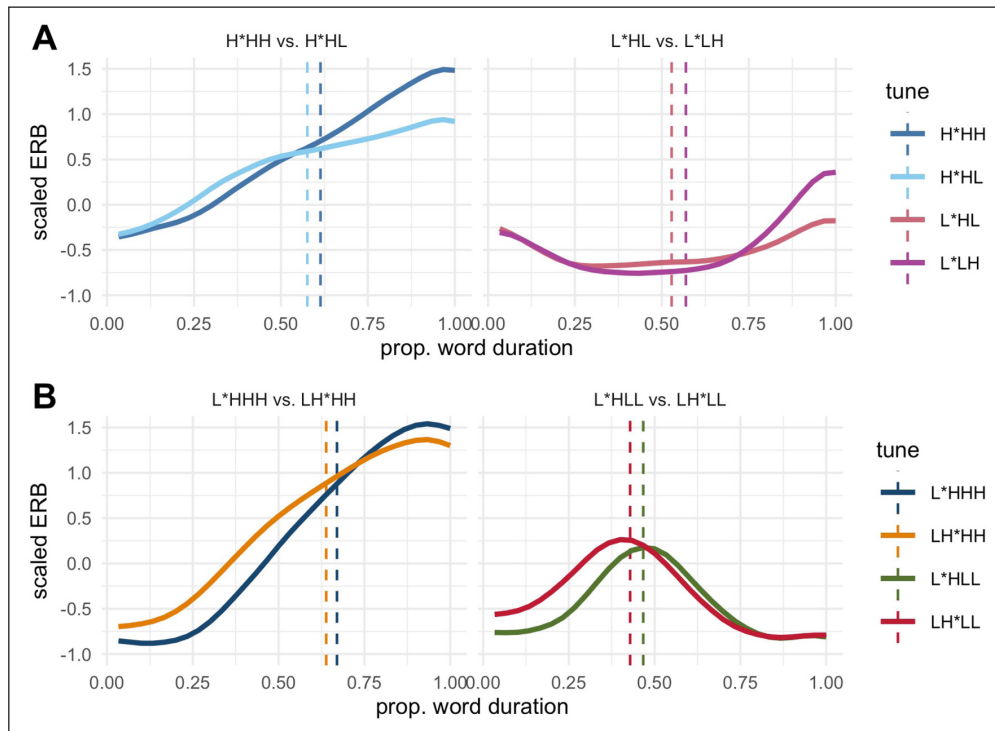 A
H*HH vs. H*HL
L*HL vs. L*LH
scaled ERB
1.5
1.0
0.5
0.0
-0.5
-1.0
0.00 0.25 0.50 0.75 1.00
0.00 0.25 0.50 0.75 1.00
prop. word duration
tune
H*HH
H*HL
L*HL
L*LH
B
L*HHH vs. LH*HH
L*HLL vs. LH*LL
scaled ERB
1.5
1.0
0.5
0.0
-0.5
-1.0
0.00 0.25 0.50 0.75 1.00
0.00 0.25 0.50 0.75 1.00
prop. word duration
tune
L*HHH
LH*HH
L*HLL
LH*LL